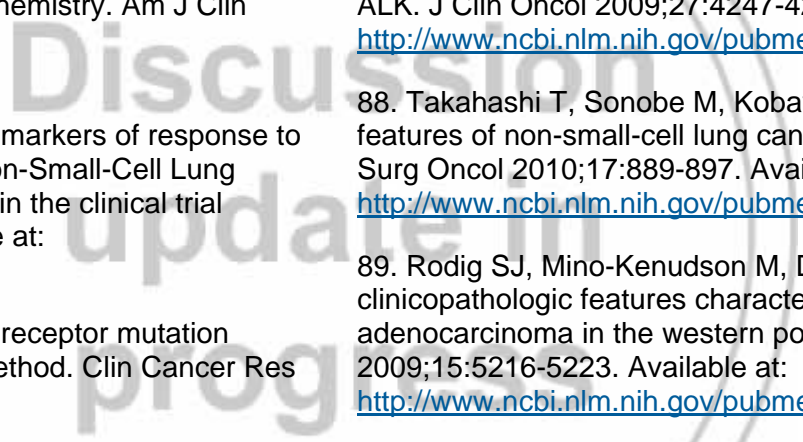 hemistry. Am J Clin
markers of response to
n-Small-Cell Lung
in the clinical trial
at:
receptor mutation
ethod. Clin Cancer Res
ALK. J Clin Oncol 2009;27:4247-4
http://www.ncbi.nlm.nih.gov/pubme
88. Takahashi T, Sonobe M, Koba
features of non-small-cell lung can
Surg Oncol 2010;17:889-897. Avai
http://www.ncbi.nlm.nih.gov/pubme
89. Rodig SJ, Mino-Kenudson M, D
clinicopathologic features characte
adenocarcinoma in the western po
2009;15:5216-5223. Available at:
http://www.ncbi.nlm.nih.gov/pubme
Discussion
update in
progress